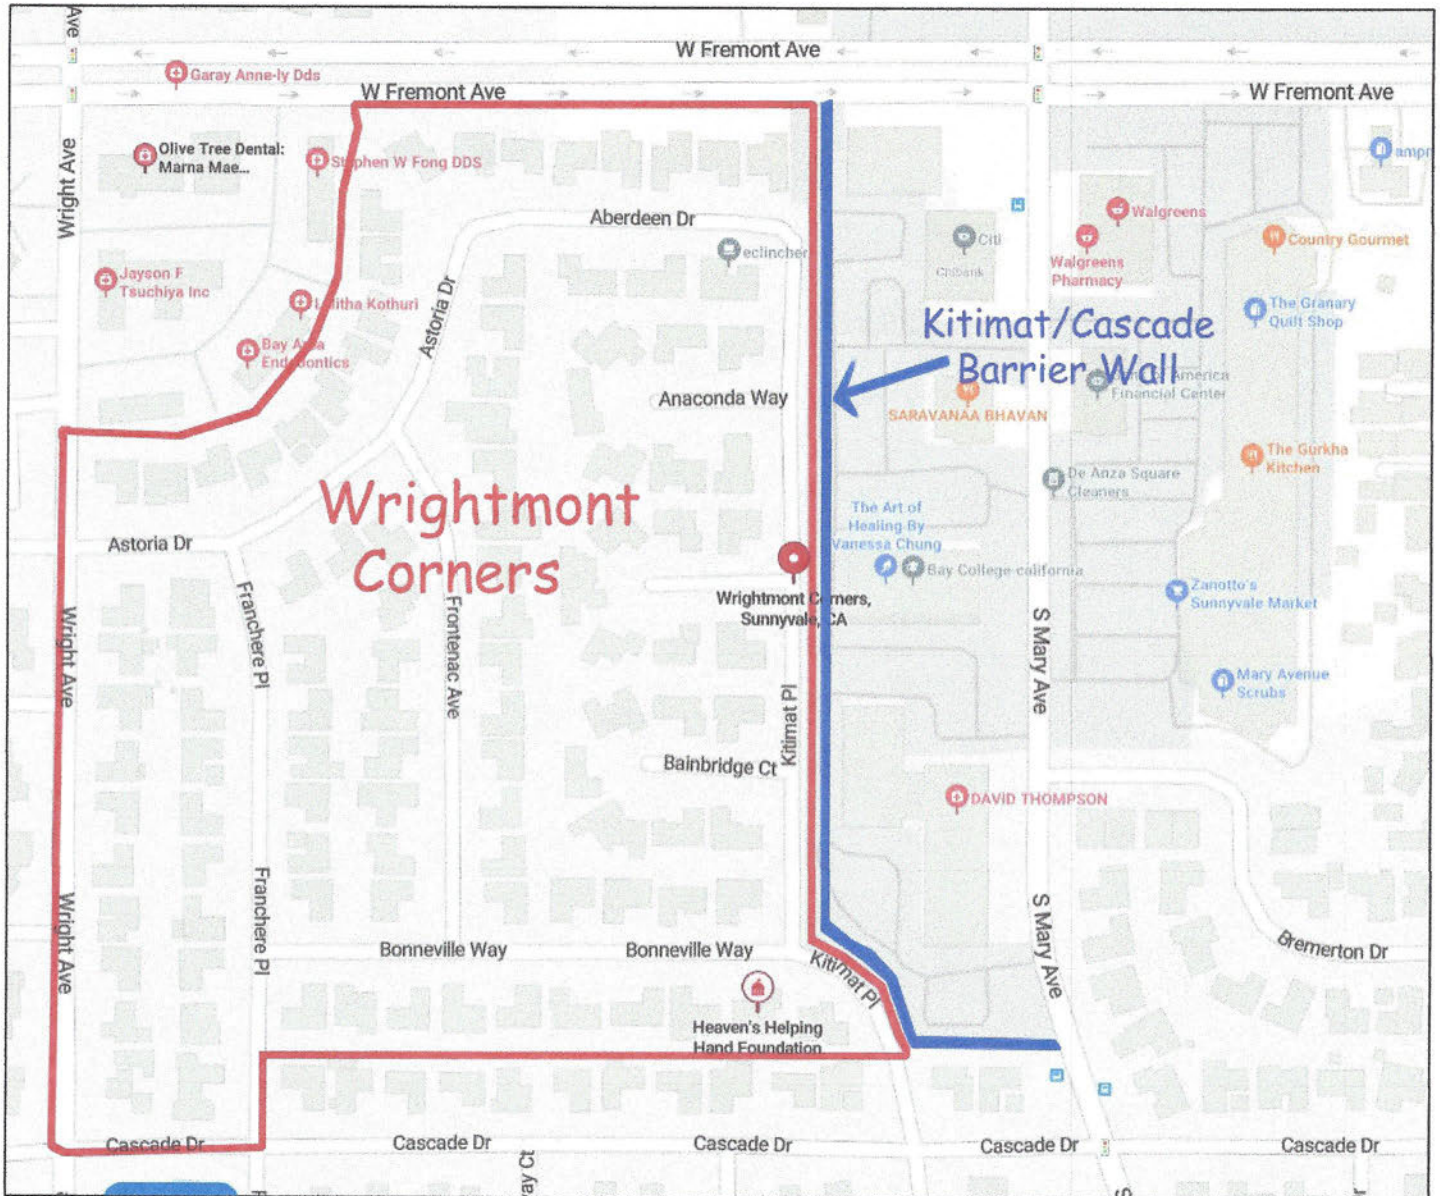 Ave
W Fremont Ave
Garay Anne-ly Dds
W Fremont Ave
W Fremont Ave
Olive Tree Dental:
Marna Mae...
Stephen W Fong DDS
Wright Ave
Walgreens
Aberdeen Dr
Citi
Citibank
Country Gourmet
eclincher
Walgreens
Pharmacy
Jayson F
Tsuchiya Inc
Lalitha Kothuri
Astoria Dr
The Granary
Quilt Shop
Kitimat/Cascade
Barrier Wall
Bay Area
Endodontics
America
Financial Center
Anaconda Way
SARAVANAA BHAVAN
The Gurkha
Kitchen
De Anza Square
Cleaners
Wrightmont
Corners
The Art of
Healing By
Vanessa Chung
Astoria Dr
Bay College california
Wrightmont Corners,
Sunnyvale, CA
Zanotto's
Sunnyvale Market
Franchere Pl
Frontenac Ave
Wright Ave
S Mary Ave
Mary Avenue
Scrubs
Kitimat Pl
Bainbridge Ct
DAVID THOMPSON
Franchere Pl
Wright Ave
S Mary Ave
Bonneville Way
Bonneville Way
Bremerton Dr
Kitimat Pl
Heaven's Helping
Hand Foundation
Cascade Dr
Cascade Dr
Cascade Dr
Cascade Dr
Cascade Dr